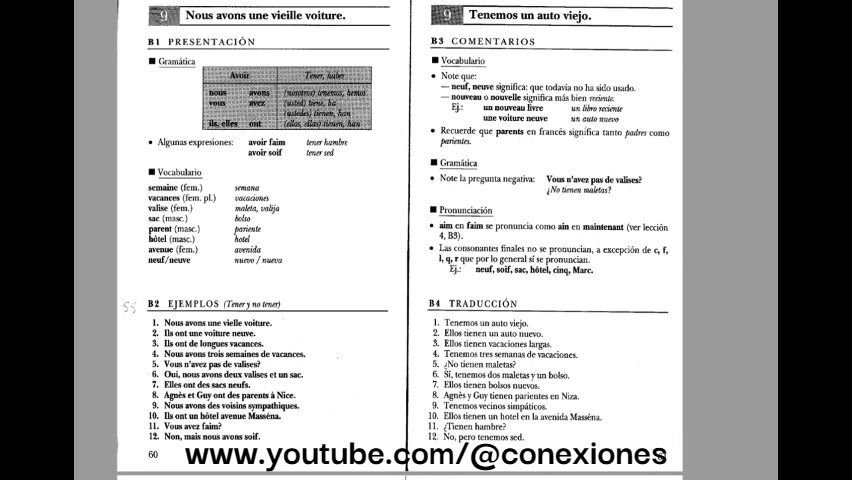 9 Nous avons une vieille voiture.
B1 PRESENTACIÓN
■ Gramática
Avoir Tener, haber
nous avons (nosotros) tenemos, hemos
vous avez (usted) tiene, ha
(ustedes) tienen, han
ils, elles ont (ellos, ellas) tienen, han
• Algunas expresiones: avoir faim tener hambre
avoir soif tener sed
■ Vocabulario
semaine (fem.) semana
vacances (fem. pl.) vacaciones
valise (fem.) maleta, valija
sac (masc.) bolso
parent (masc.) pariente
hôtel (masc.) hotel
avenue (fem.) avenida
neuf/neuve nuevo / nueva
55
B2 EJEMPLOS (Tener y no tener)
1. Nous avons une vielle voiture.
2. Ils ont une voiture neuve.
3. Ils ont de longues vacances.
4. Nous avons trois semaines de vacances.
5. Vous n'avez pas de valises?
6. Oui, nous avons deux valises et un sac.
7. Elles ont des sacs neufs.
8. Agnès et Guy ont des parents à Nice.
9. Nous avons des voisins sympathiques.
10. Ils ont un hôtel avenue Masséna.
11. Vous avez faim?
12. Non, mais nous avons soif.
60
9 Tenemos un auto viejo.
B3 COMENTARIOS
■ Vocabulario
• Note que:
— neuf, neuve significa: que todavía no ha sido usado.
— nouveau o nouvelle significa más bien reciente.
Ej.: un nouveau livre un libro reciente
une voiture neuve un auto nuevo
• Recuerde que parents en francés significa tanto padres como
parientes.
■ Gramática
• Note la pregunta negativa: Vous n'avez pas de valises?
¿No tienen maletas?
■ Pronunciación
• aim en faim se pronuncia como ain en maintenant (ver lección
4, B3).
• Las consonantes finales no se pronuncian, a excepción de c, f,
l, q, r que por lo general sí se pronuncian.
Ej.: neuf, soif, sac, hôtel, cinq, Marc.
B4 TRADUCCIÓN
1. Tenemos un auto viejo.
2. Ellos tienen un auto nuevo.
3. Ellos tienen vacaciones largas.
4. Tenemos tres semanas de vacaciones.
5. ¿No tienen maletas?
6. Sí, tenemos dos maletas y un bolso.
7. Ellos tienen bolsos nuevos.
8. Agnès y Guy tienen parientes en Niza.
9. Tenemos vecinos simpáticos.
10. Ellos tienen un hotel en la avenida Masséna.
11. ¿Tienen hambre?
12. No, pero tenemos sed.
www.youtube.com/@conexiones